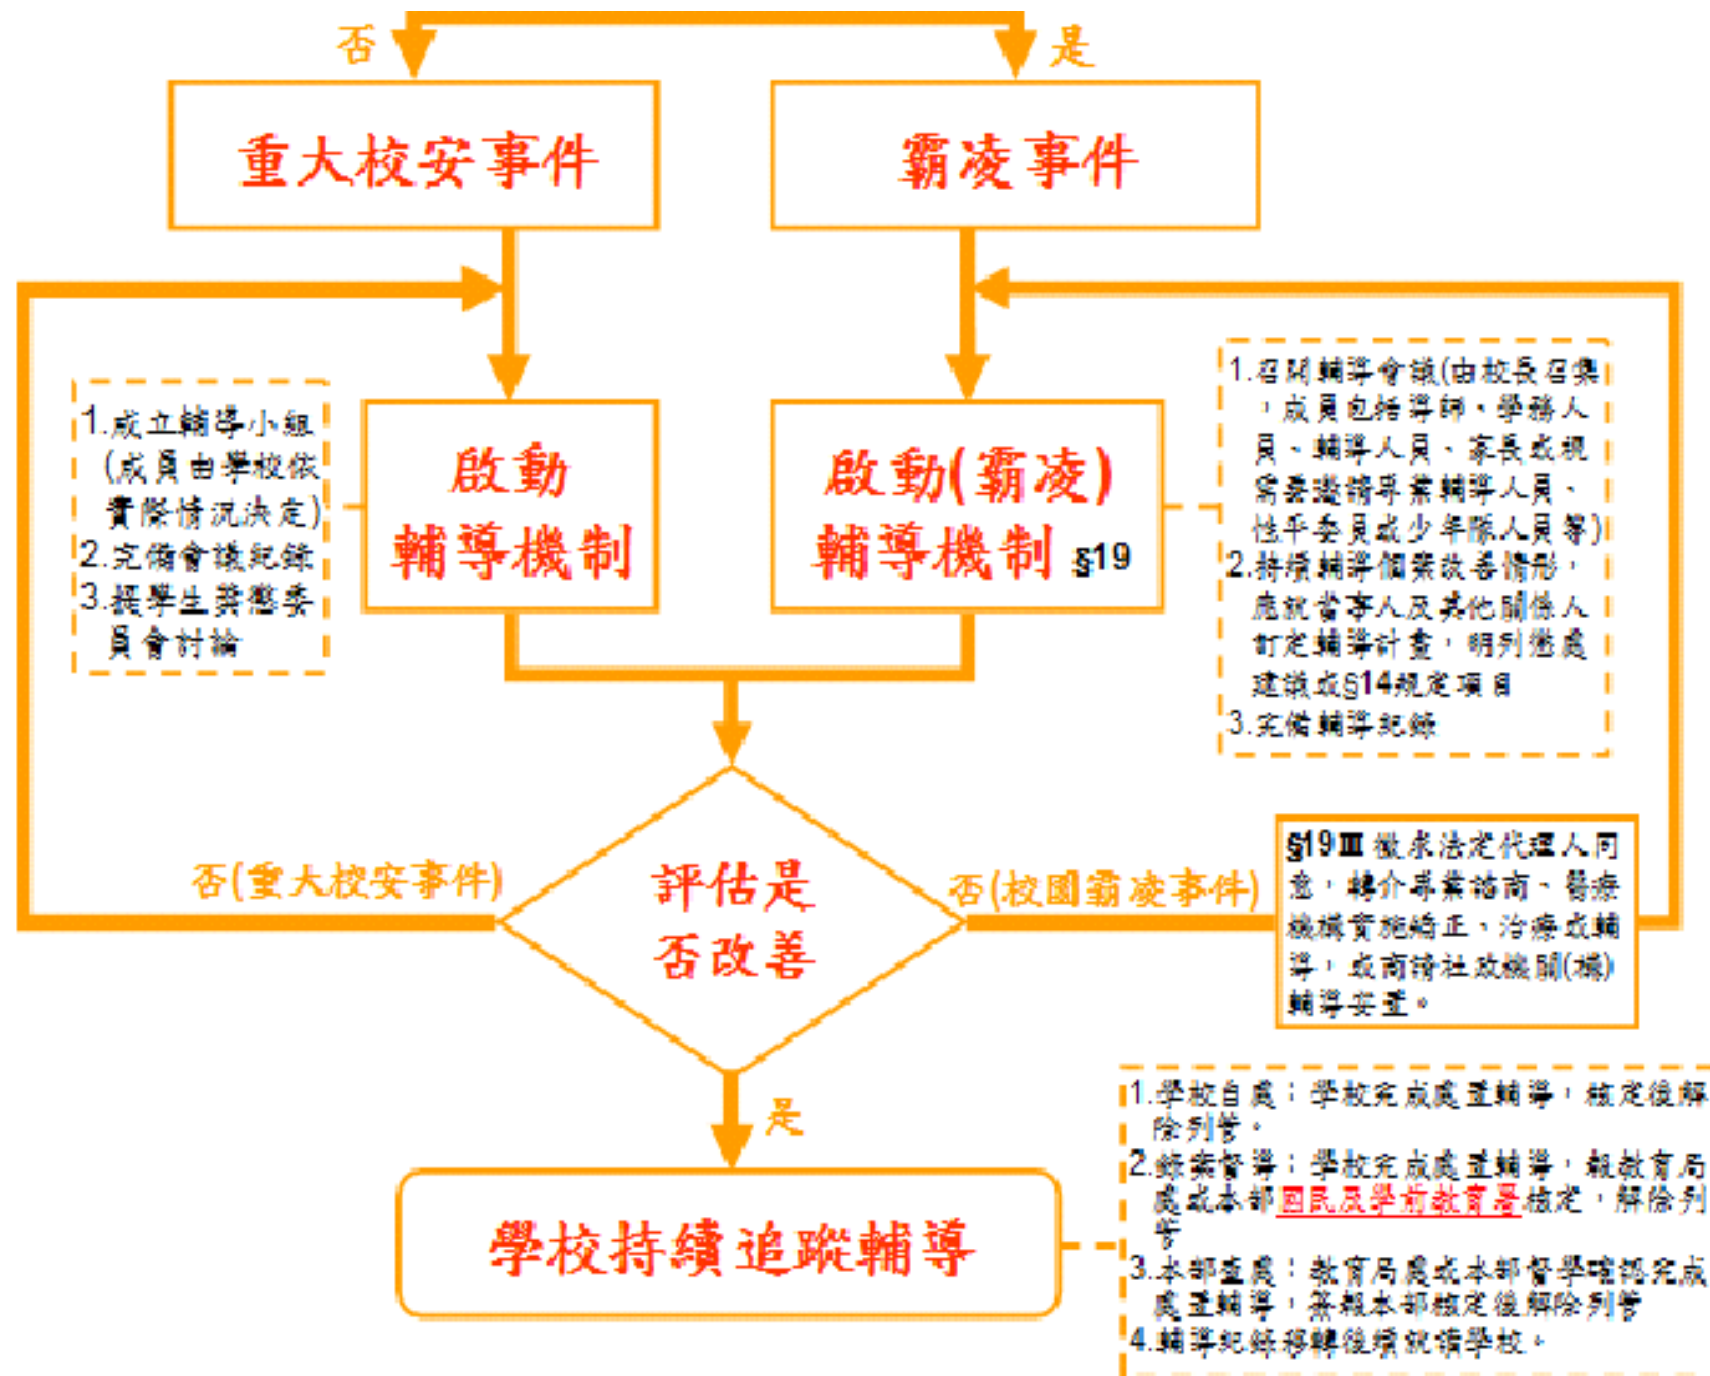 否
是
重大校安事件
霸凌事件
1.成立輔導小組
(成員由學校依
實際情況決定)
2.完備會議紀錄
3.提學生獎懲委
員會討論
啟動
輔導機制
啟動(霸凌)
輔導機制 §19
1.召開輔導會議(由校長召集
，成員包括導師、學務人
員、輔導人員、家長或視
需要邀請專業輔導人員、
性平委員或少年隊人員等)
2.持續輔導個案改善情形，
應就當事人及其他關係人
訂定輔導計畫，明列懲處
建議或§14規定項目
3.完備輔導紀錄
否(重大校安事件)
評估是
否改善
否(校園霸凌事件)
§19Ⅲ 徵求法定代理人同
意，轉介專業諮商、醫療
機構實施矯正、治療或輔
導，或商請社政機關(構)
輔導安置。
是
學校持續追蹤輔導
1.學校自處：學校完成處置輔導，核定後解
除列管。
2.錄案督導：學校完成處置輔導，報教育局
處或本部國民及學前教育署核定，解除列
管
3.本部查處：教育局處或本部督學確認完成
處置輔導，簽報本部核定後解除列管
4.輔導紀錄移轉後續就讀學校。